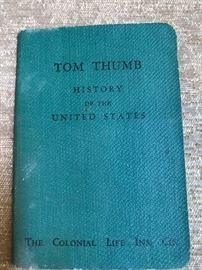 TOM THUMB
HISTORY
OF THE
UNITED STATES
THE COLONIAL LIFE INS. CO.